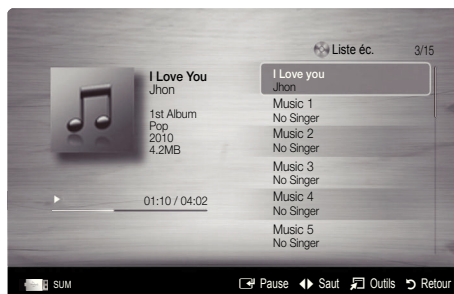 Liste éc. 3/15
I Love You
Jhon
1st Album
Pop
2010
4.2MB
01:10 / 04:02
I Love you
Jhon
Music 1
No Singer
Music 2
No Singer
Music 3
No Singer
Music 4
No Singer
Music 5
No Singer
SUM Pause Saut Outils Retour